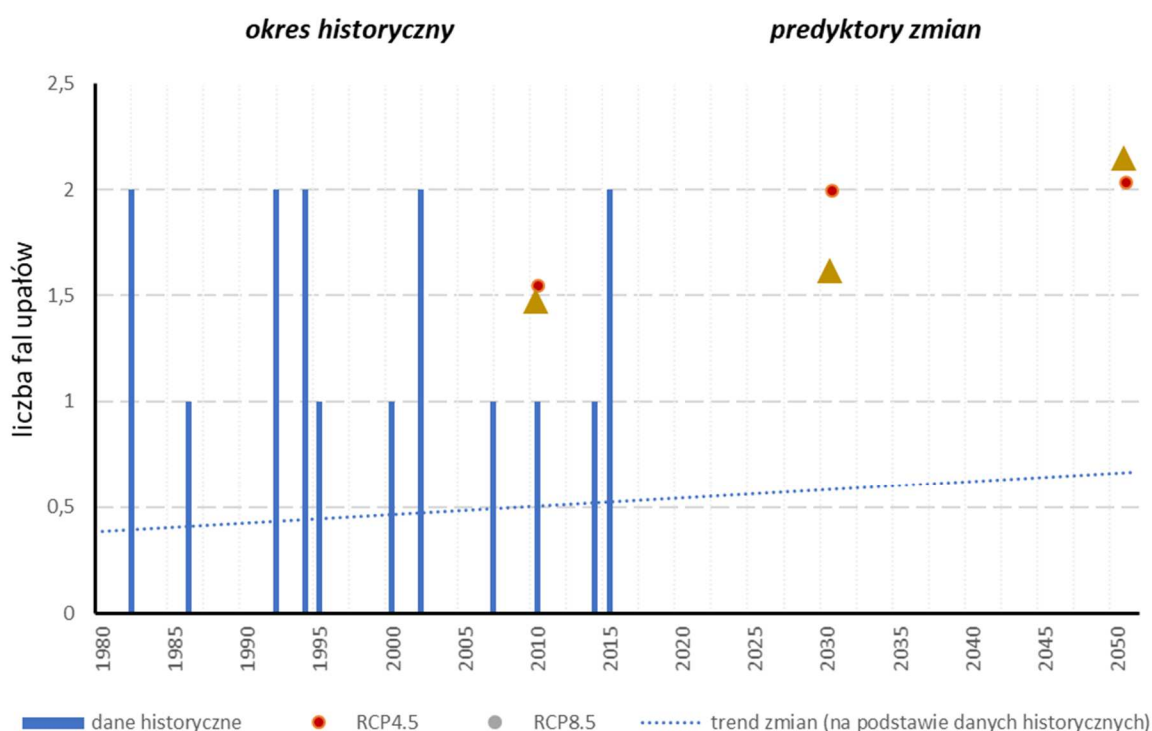 okres historyczny predyktory zmian
liczba fal upałów
2,5
2
1,5
1
0,5
0
1980 1985 1990 1995 2000 2005 2010 2015 2020 2025 2030 2035 2040 2045 2050
dane historyczne RCP4.5 RCP8.5 trend zmian (na podstawie danych historycznych)